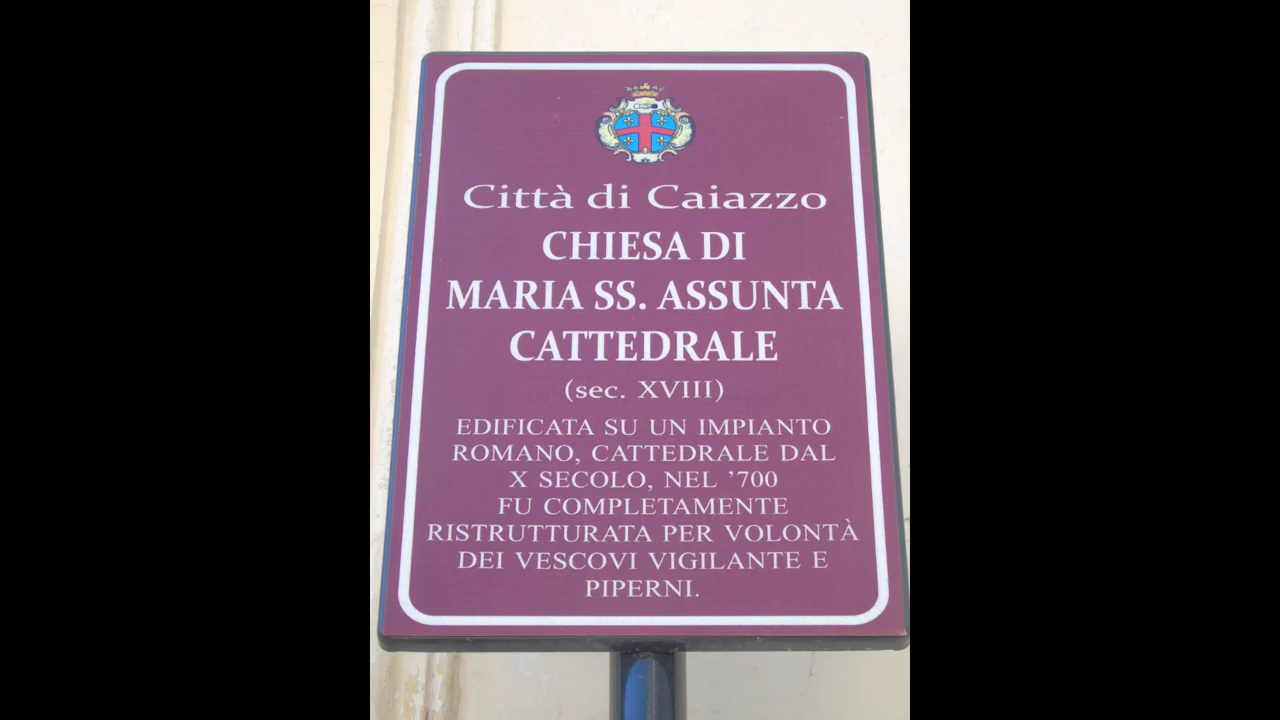 Città di Caiazzo
CHIESA DI
MARIA SS. ASSUNTA
CATTEDRALE
(sec. XVIII)
EDIFICATA SU UN IMPIANTO
ROMANO, CATTEDRALE DAL
X SECOLO, NEL ’700
FU COMPLETAMENTE
RISTRUTTURATA PER VOLONTÀ
DEI VESCOVI VIGILANTE E
PIPERNI.